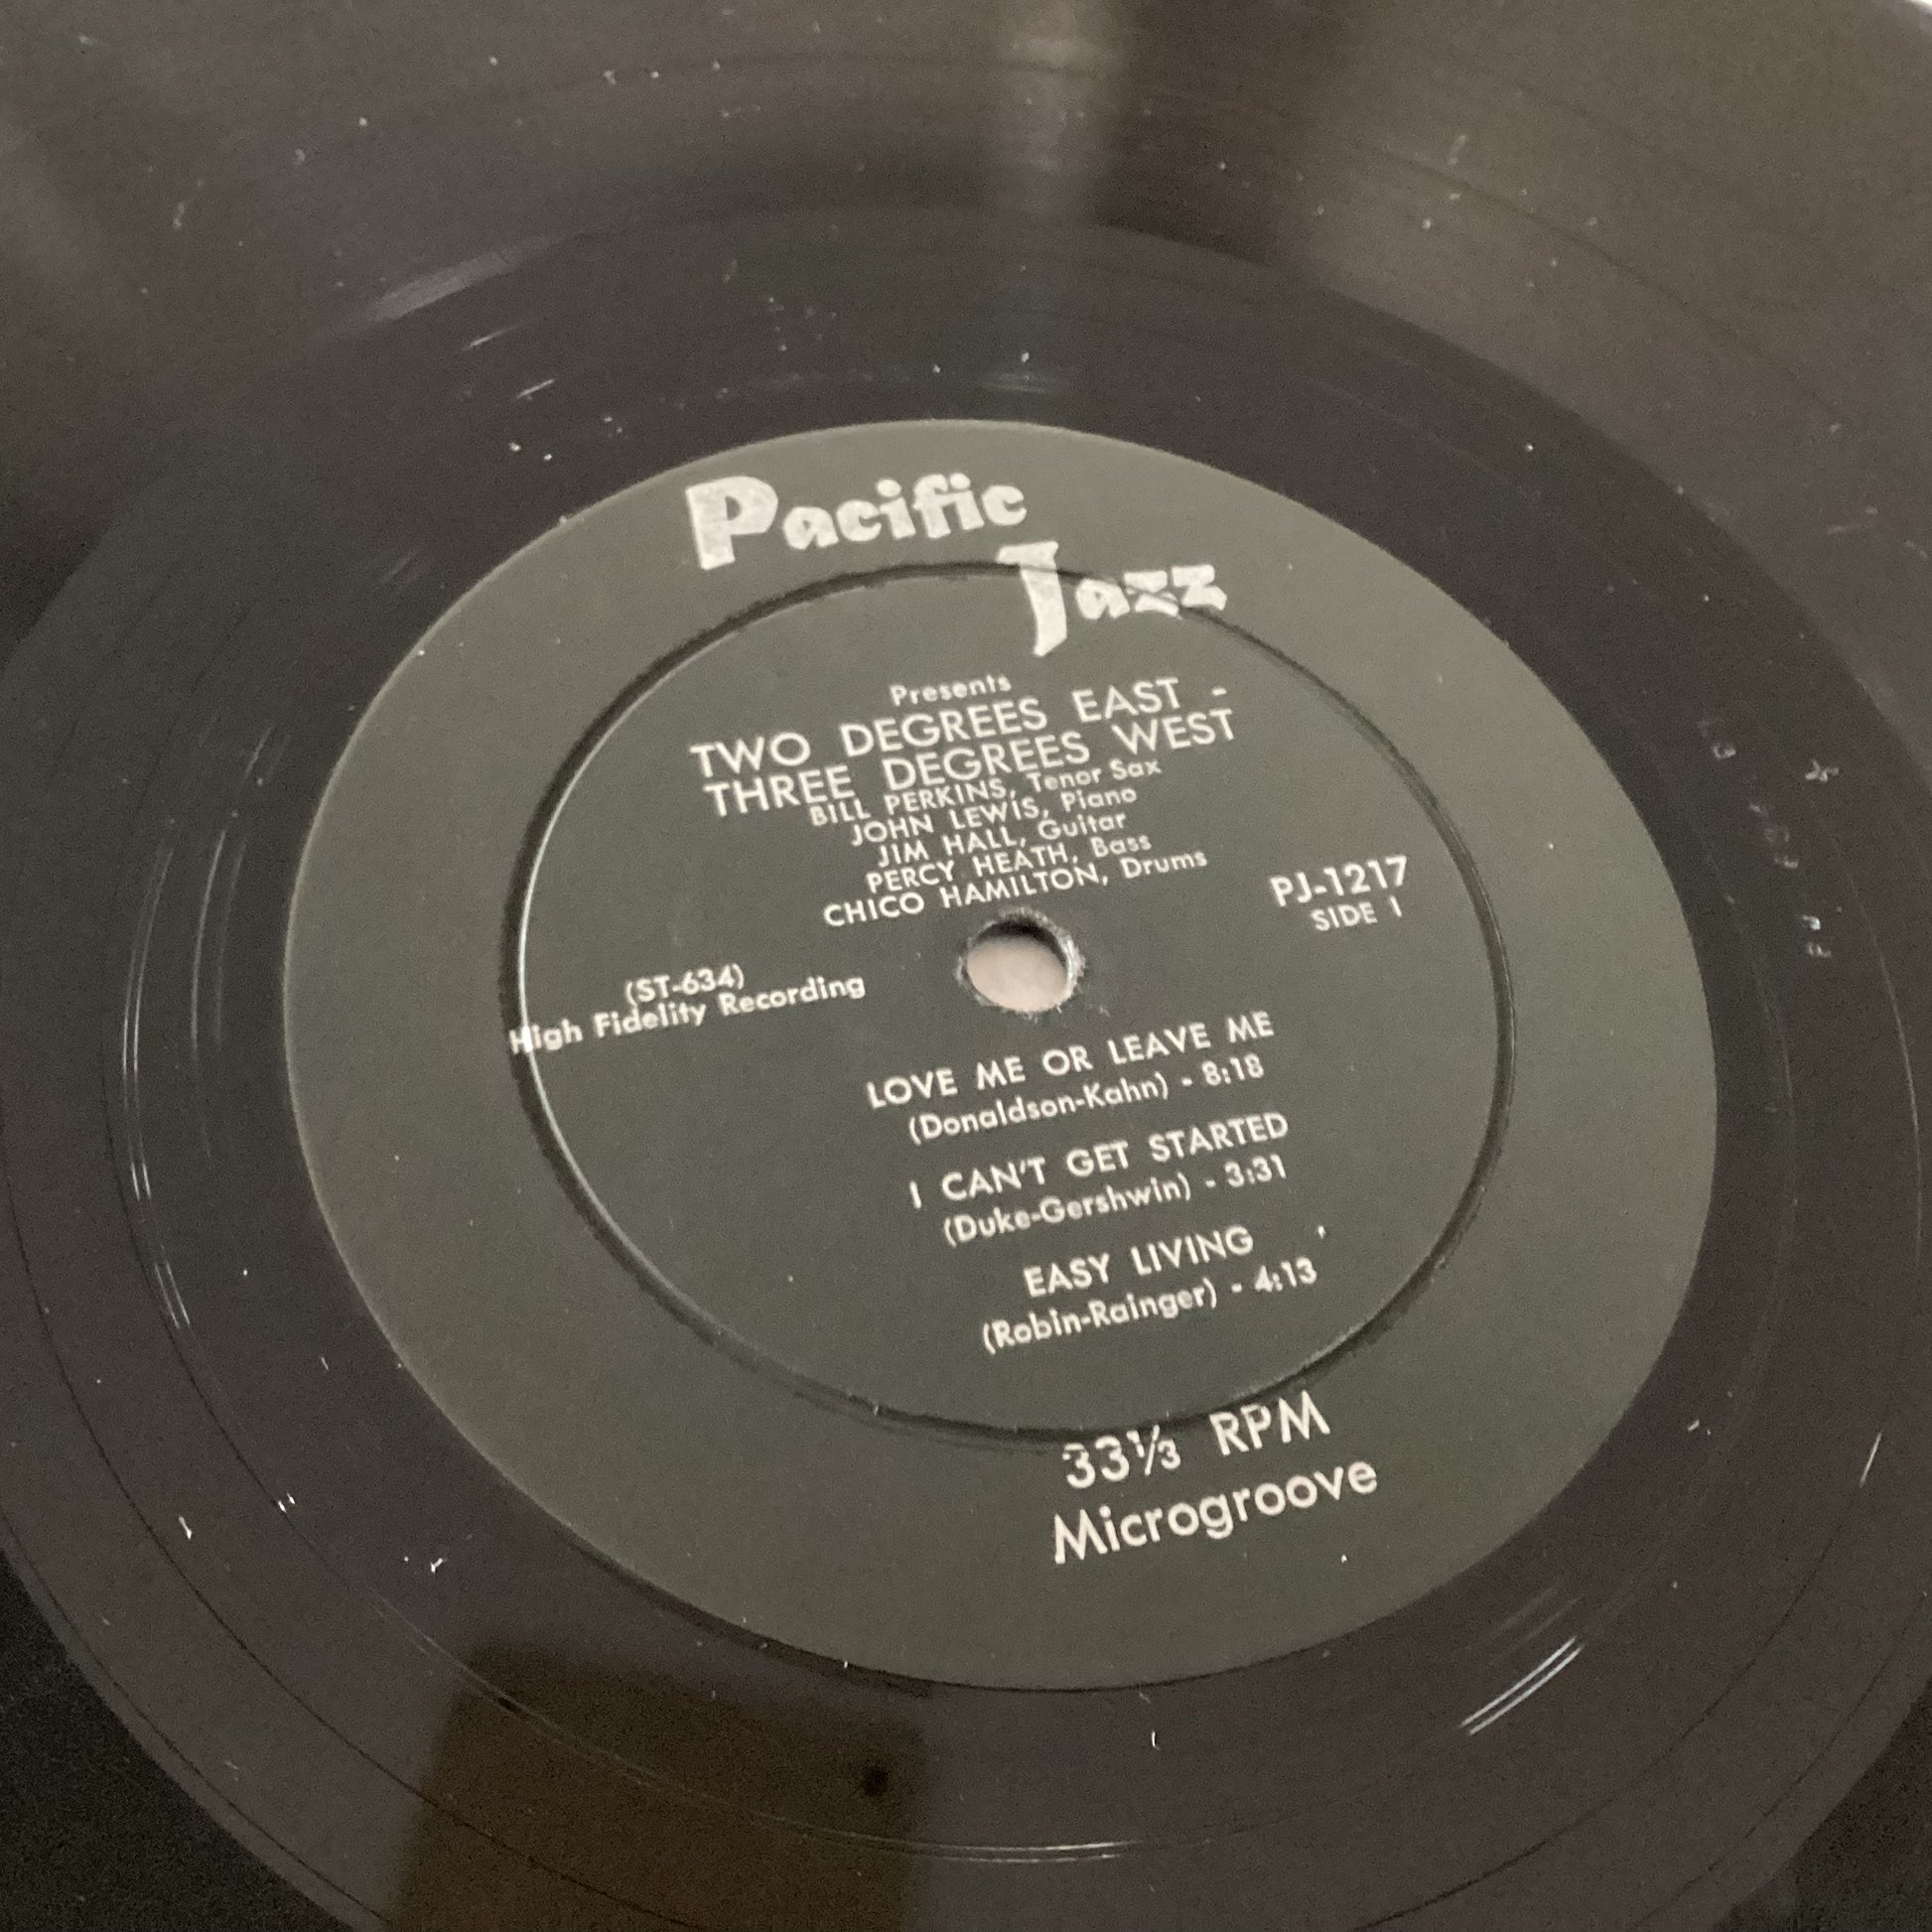 Pacific
Jazz
Presents
TWO DEGREES EAST -
THREE DEGREES WEST
BILL PERKINS, Tenor Sax
JOHN LEWIS, Piano
JIM HALL, Guitar
PERCY HEATH, Bass
CHICO HAMILTON, Drums
PJ-1217
SIDE 1
(ST-634)
High Fidelity Recording
LOVE ME OR LEAVE ME
(Donaldson-Kahn) - 8:18
I CAN'T GET STARTED
(Duke-Gershwin) - 3:31
EASY LIVING
(Robin-Rainger) - 4:13
33⅓ RPM
Microgroove